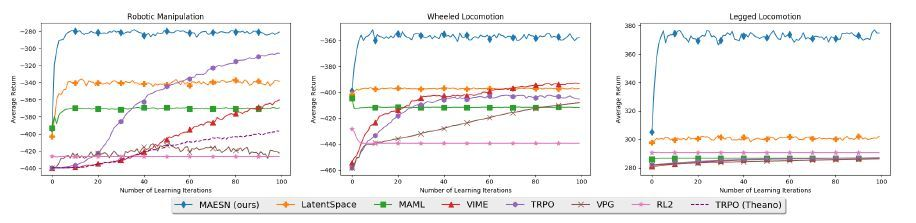 Robotic Manipulation
Average Return
−280
−300
−320
−340
−360
−380
−400
−420
−440
0 20 40 60 80 100
Number of Learning Iterations
Wheeled Locomotion
Average Return
−360
−380
−400
−420
−440
−460
0 20 40 60 80 100
Number of Learning Iterations
Legged Locomotion
Average Return
380
360
340
320
300
280
0 20 40 60 80 100
Number of Learning Iterations
MAESN (ours) LatentSpace MAML VIME TRPO VPG RL2 TRPO (Theano)